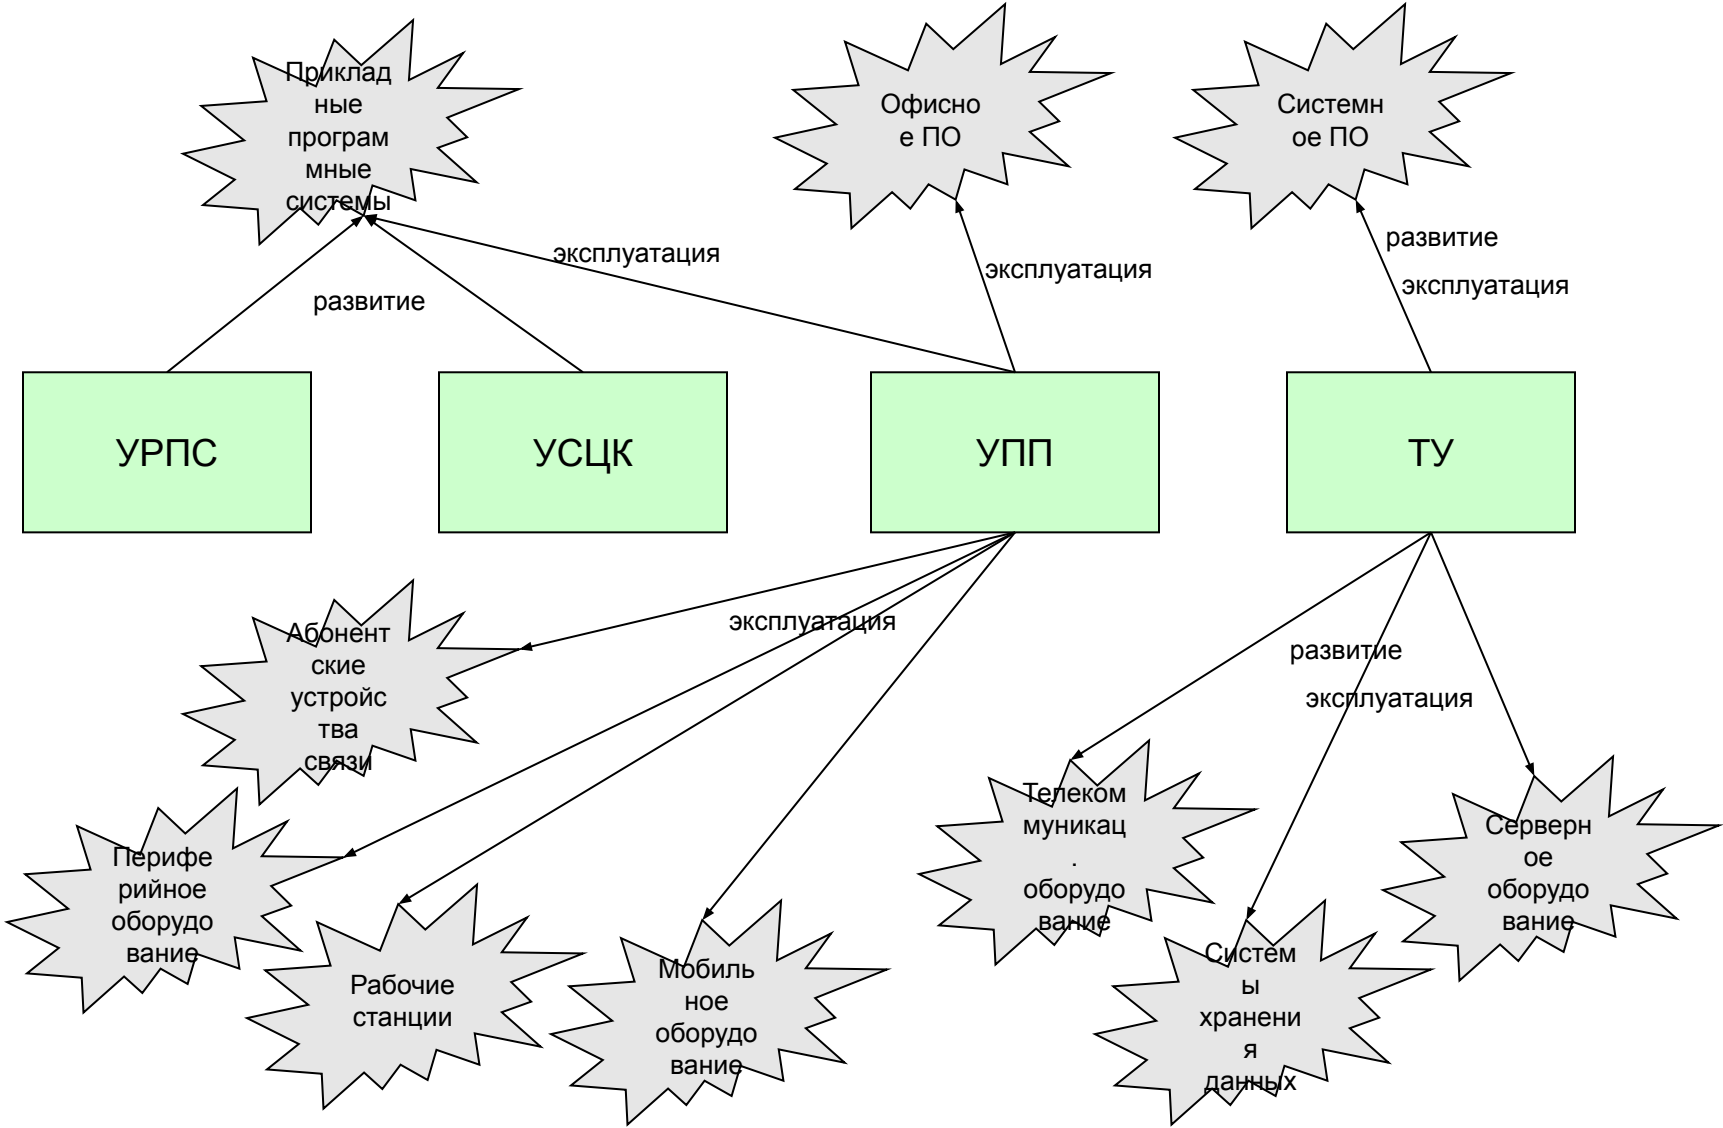 Приклад
ные
програм
мные
системы
Офисно
е ПО
Системн
ое ПО
эксплуатация
развитие
эксплуатация
развитие
эксплуатация
УРПС
УСЦК
УПП
ТУ
Абонент
ские
устройс
тва
связи
эксплуатация
развитие
эксплуатация
Перифе
рийное
оборудо
вание
Рабочие
станции
Мобиль
ное
оборудо
вание
Телеком
муникац
.
оборудо
вание
Систем
ы
хранени
я
данных
Серверн
ое
оборудо
вание